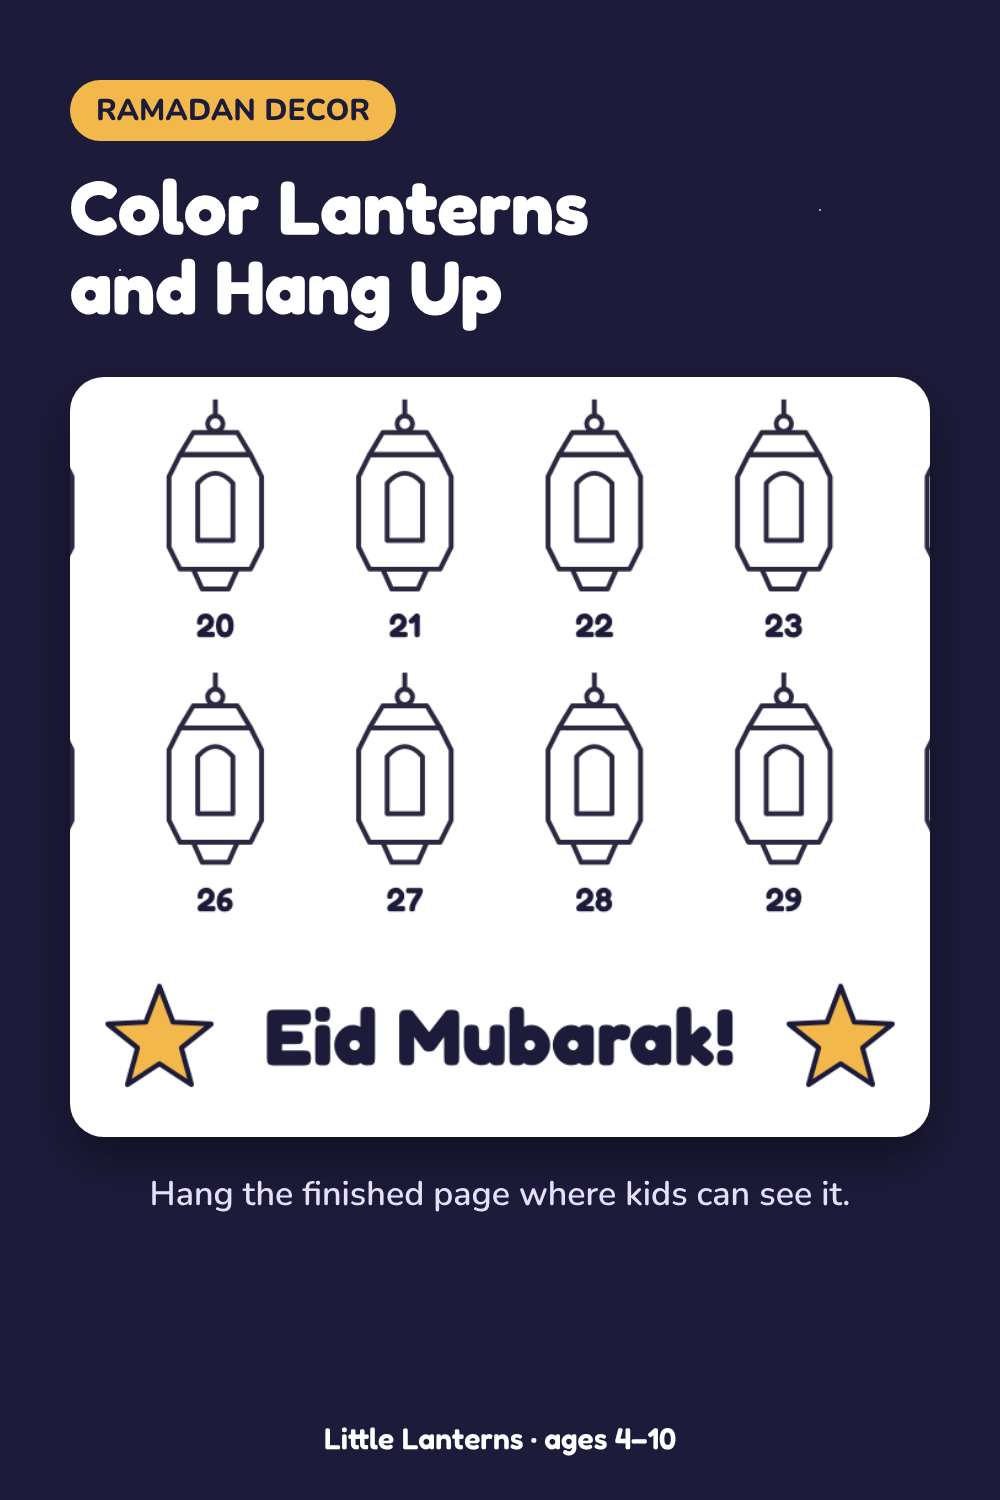 RAMADAN DECOR
Color Lanterns
and Hang Up
20 21 22 23
26 27 28 29
Eid Mubarak!
Hang the finished page where kids can see it.
Little Lanterns · ages 4–10